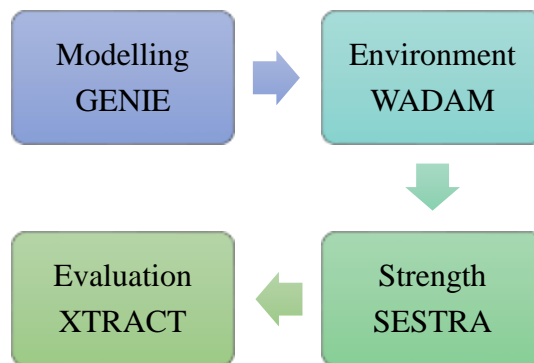 Modelling
GENIE
Environment
WADAM
Strength
SESTRA
Evaluation
XTRACT